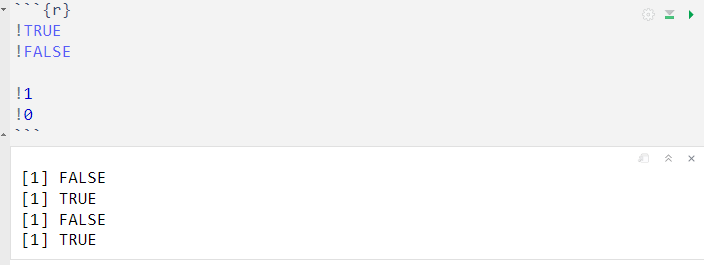 ```{r}
!TRUE
!FALSE
!1
!0
```
[1] FALSE
[1] TRUE
[1] FALSE
[1] TRUE